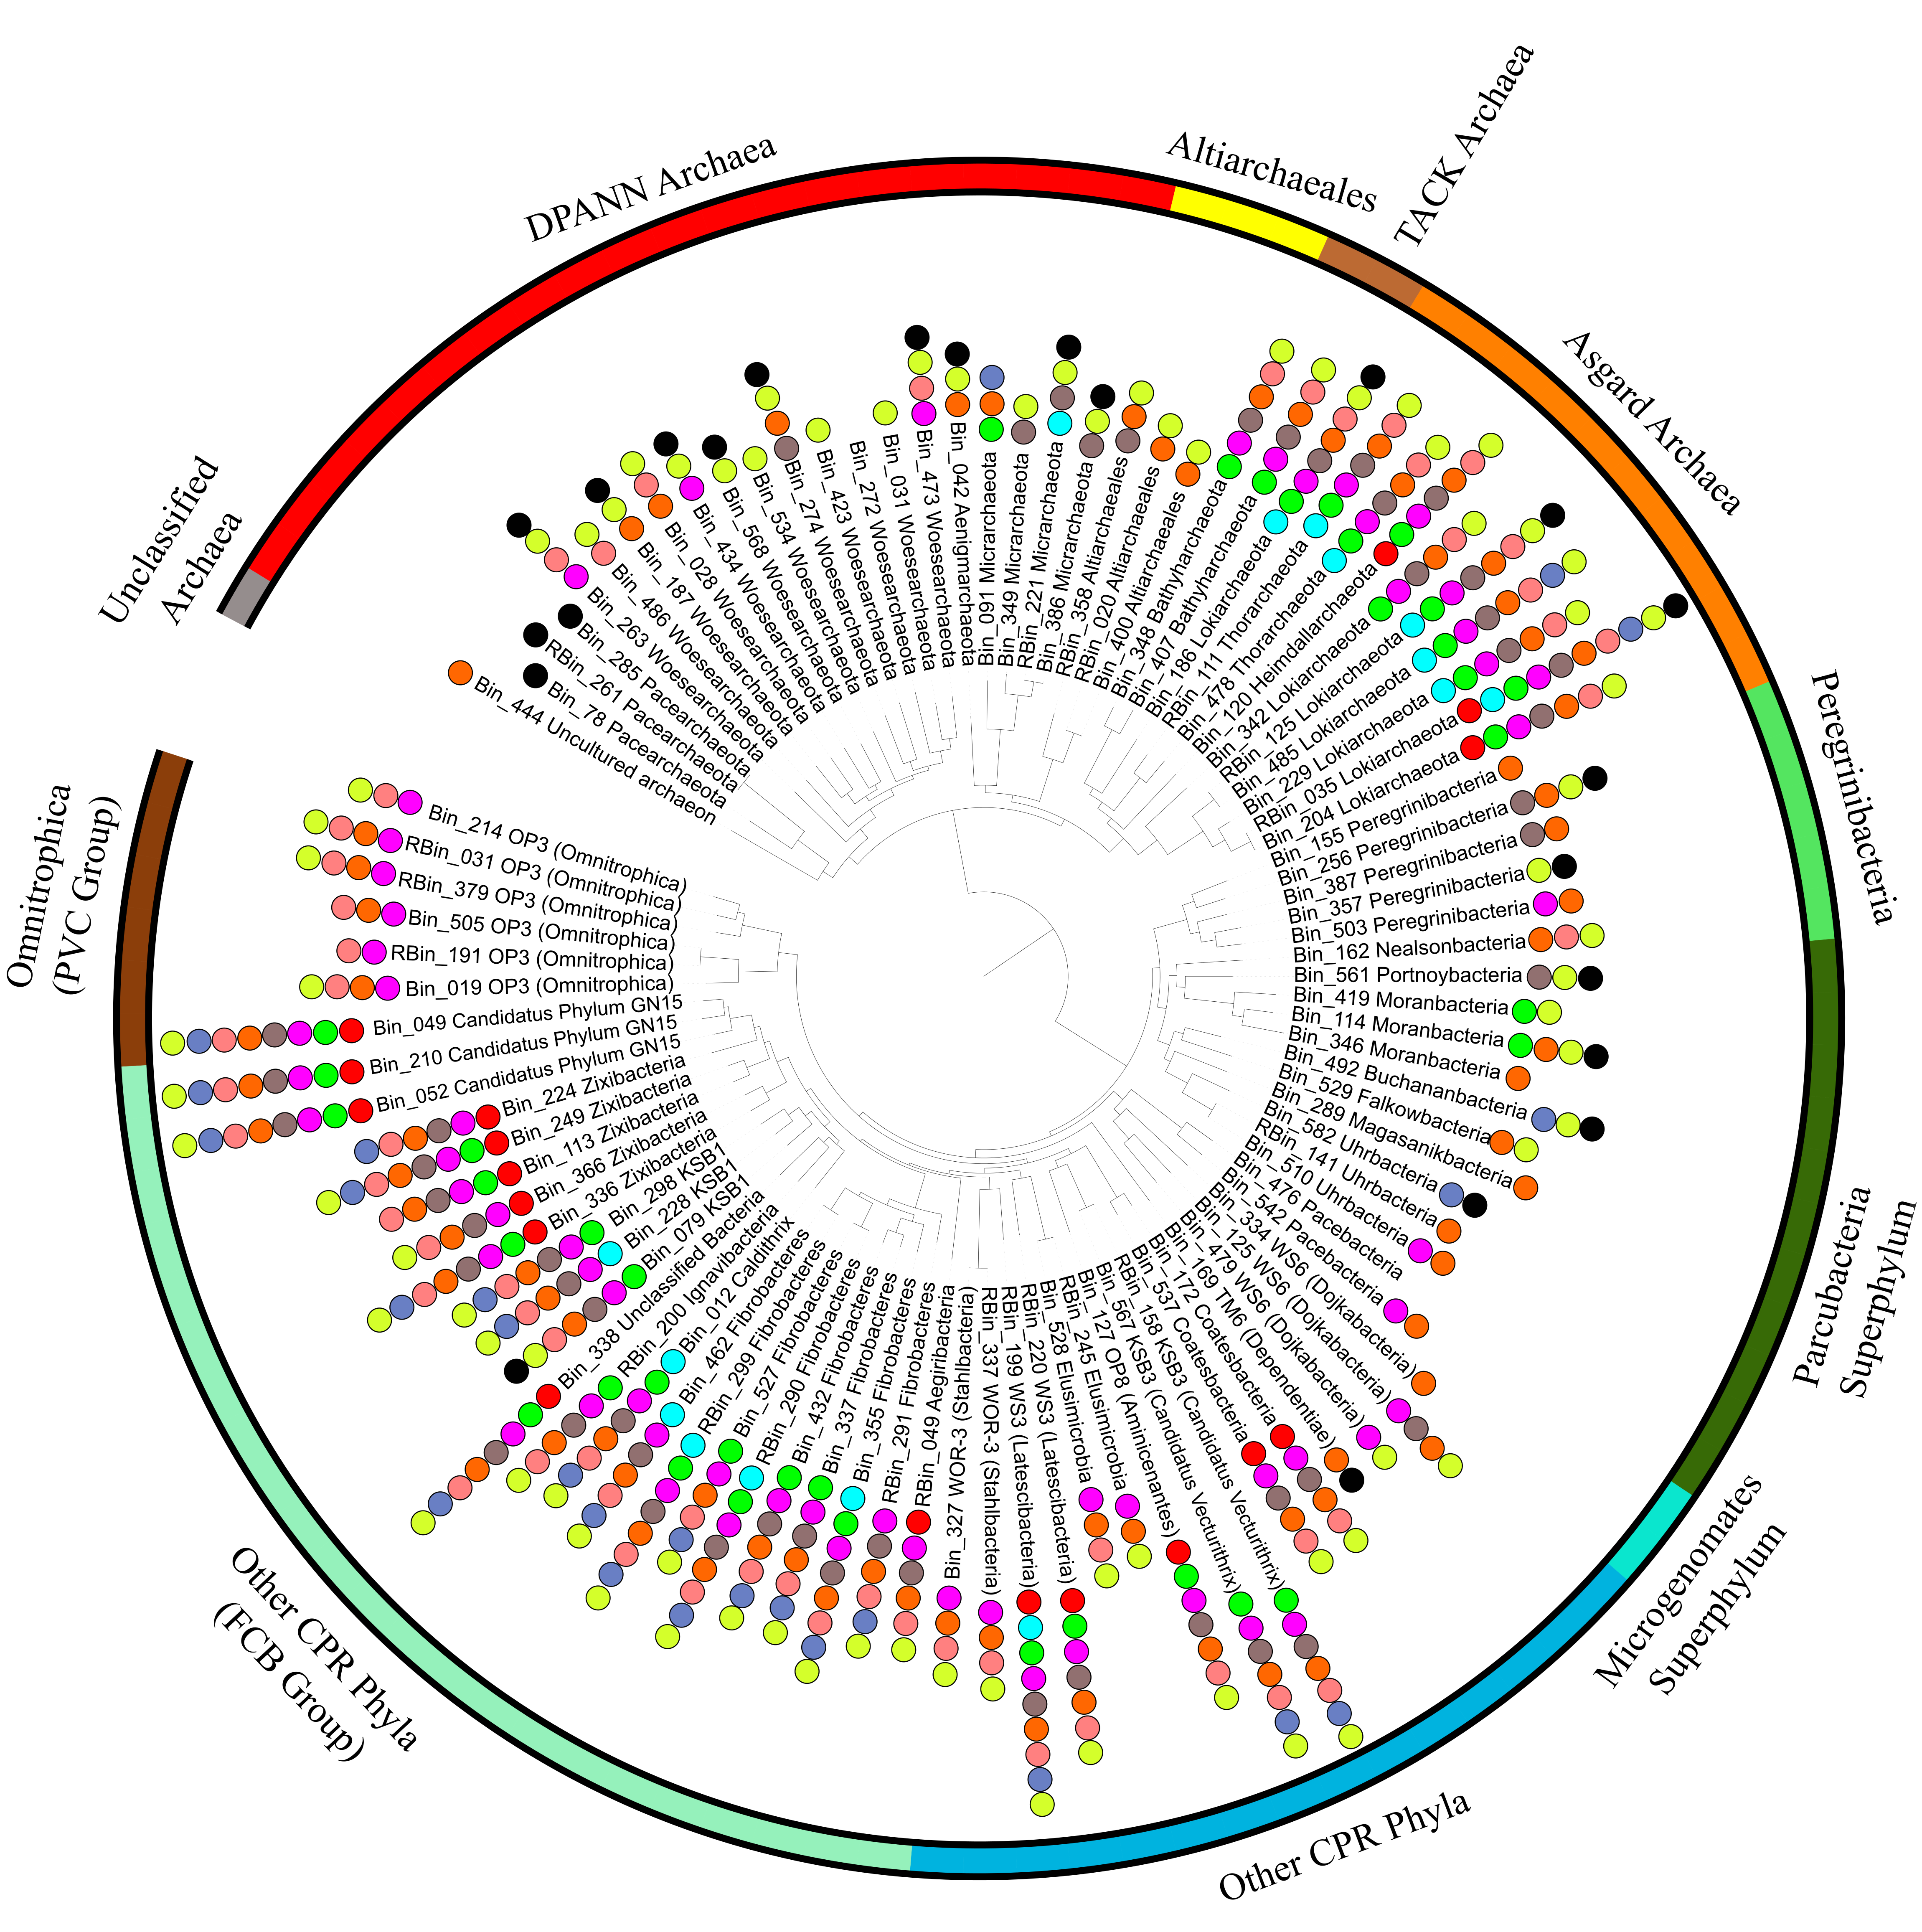 Unclassified
Archaea
DPANN Archaea
Altiarchaeales
TACK Archaea
Asgard Archaea
Peregrinibacteria
Parcubacteria
Superphylum
Microgenomates
Superphylum
Other CPR Phyla
Other CPR Phyla
(FCB Group)
Omnitrophica
(PVC Group)
Bin_444 Uncultured archaeon
Bin_78 Pacearchaeota
RBin_261 Pacearchaeota
Bin_285 Pacearchaeota
Bin_263 Woesearchaeota
Bin_486 Woesearchaeota
Bin_187 Woesearchaeota
Bin_028 Woesearchaeota
Bin_434 Woesearchaeota
Bin_568 Woesearchaeota
Bin_534 Woesearchaeota
Bin_274 Woesearchaeota
Bin_423 Woesearchaeota
Bin_272 Woesearchaeota
Bin_031 Woesearchaeota
Bin_473 Woesearchaeota
Bin_042 Aenigmarchaeota
Bin_091 Micrarchaeota
Bin_349 Micrarchaeota
RBin_221 Micrarchaeota
Bin_386 Micrarchaeota
RBin_358 Altiarchaeales
RBin_020 Altiarchaeales
Bin_400 Altiarchaeales
Bin_348 Bathyarchaeota
Bin_407 Bathyarchaeota
Bin_186 Lokiarchaeota
RBin_111 Thorarchaeota
Bin_478 Thorarchaeota
Bin_120 Heimdallarchaeota
Bin_342 Lokiarchaeota
RBin_125 Lokiarchaeota
Bin_485 Lokiarchaeota
Bin_229 Lokiarchaeota
RBin_035 Lokiarchaeota
Bin_204 Lokiarchaeota
Bin_155 Peregrinibacteria
Bin_256 Peregrinibacteria
Bin_387 Peregrinibacteria
Bin_357 Peregrinibacteria
Bin_503 Peregrinibacteria
Bin_162 Nealsonbacteria
Bin_561 Portnoybacteria
Bin_419 Moranbacteria
Bin_114 Moranbacteria
Bin_346 Moranbacteria
Bin_492 Buchananbacteria
Bin_529 Falkowbacteria
Bin_289 Magasanikbacteria
Bin_582 Uhrbacteria
RBin_141 Uhrbacteria
Bin_510 Uhrbacteria
Bin_476 Pacebacteria
Bin_542 Pacebacteria
Bin_334 WS6 (Dojkabacteria)
Bin_125 WS6 (Dojkabacteria)
Bin_479 WS6 (Dojkabacteria)
Bin_169 TM6 (Dependentiae)
Bin_172 Coatesbacteria
Bin_537 Coatesbacteria
RBin_158 KSB3 (Candidatus Vecturithrix)
Bin_567 KSB3 (Candidatus Vecturithrix)
Bin_127 OP8 (Aminicenantes)
RBin_245 Elusimicrobia
Bin_528 Elusimicrobia
RBin_220 WS3 (Latescibacteria)
RBin_199 WS3 (Latescibacteria)
RBin_337 WOR-3 (Stahlbacteria)
Bin_327 WOR-3 (Stahlbacteria)
RBin_049 Aegiribacteria
RBin_291 Fibrobacteres
Bin_355 Fibrobacteres
Bin_337 Fibrobacteres
Bin_432 Fibrobacteres
RBin_290 Fibrobacteres
Bin_527 Fibrobacteres
RBin_299 Fibrobacteres
Bin_462 Fibrobacteres
Bin_012 Caldithrix
RBin_200 Ignavibacteria
Bin_338 Unclassified Bacteria
Bin_079 KSB1
Bin_228 KSB1
Bin_298 KSB1
Bin_336 Zixibacteria
Bin_366 Zixibacteria
Bin_113 Zixibacteria
Bin_249 Zixibacteria
Bin_224 Zixibacteria
Bin_052 Candidatus Phylum GN15
Bin_210 Candidatus Phylum GN15
Bin_049 Candidatus Phylum GN15
Bin_019 OP3 (Omnitrophica)
RBin_191 OP3 (Omnitrophica)
Bin_505 OP3 (Omnitrophica)
RBin_379 OP3 (Omnitrophica)
RBin_031 OP3 (Omnitrophica)
Bin_214 OP3 (Omnitrophica)